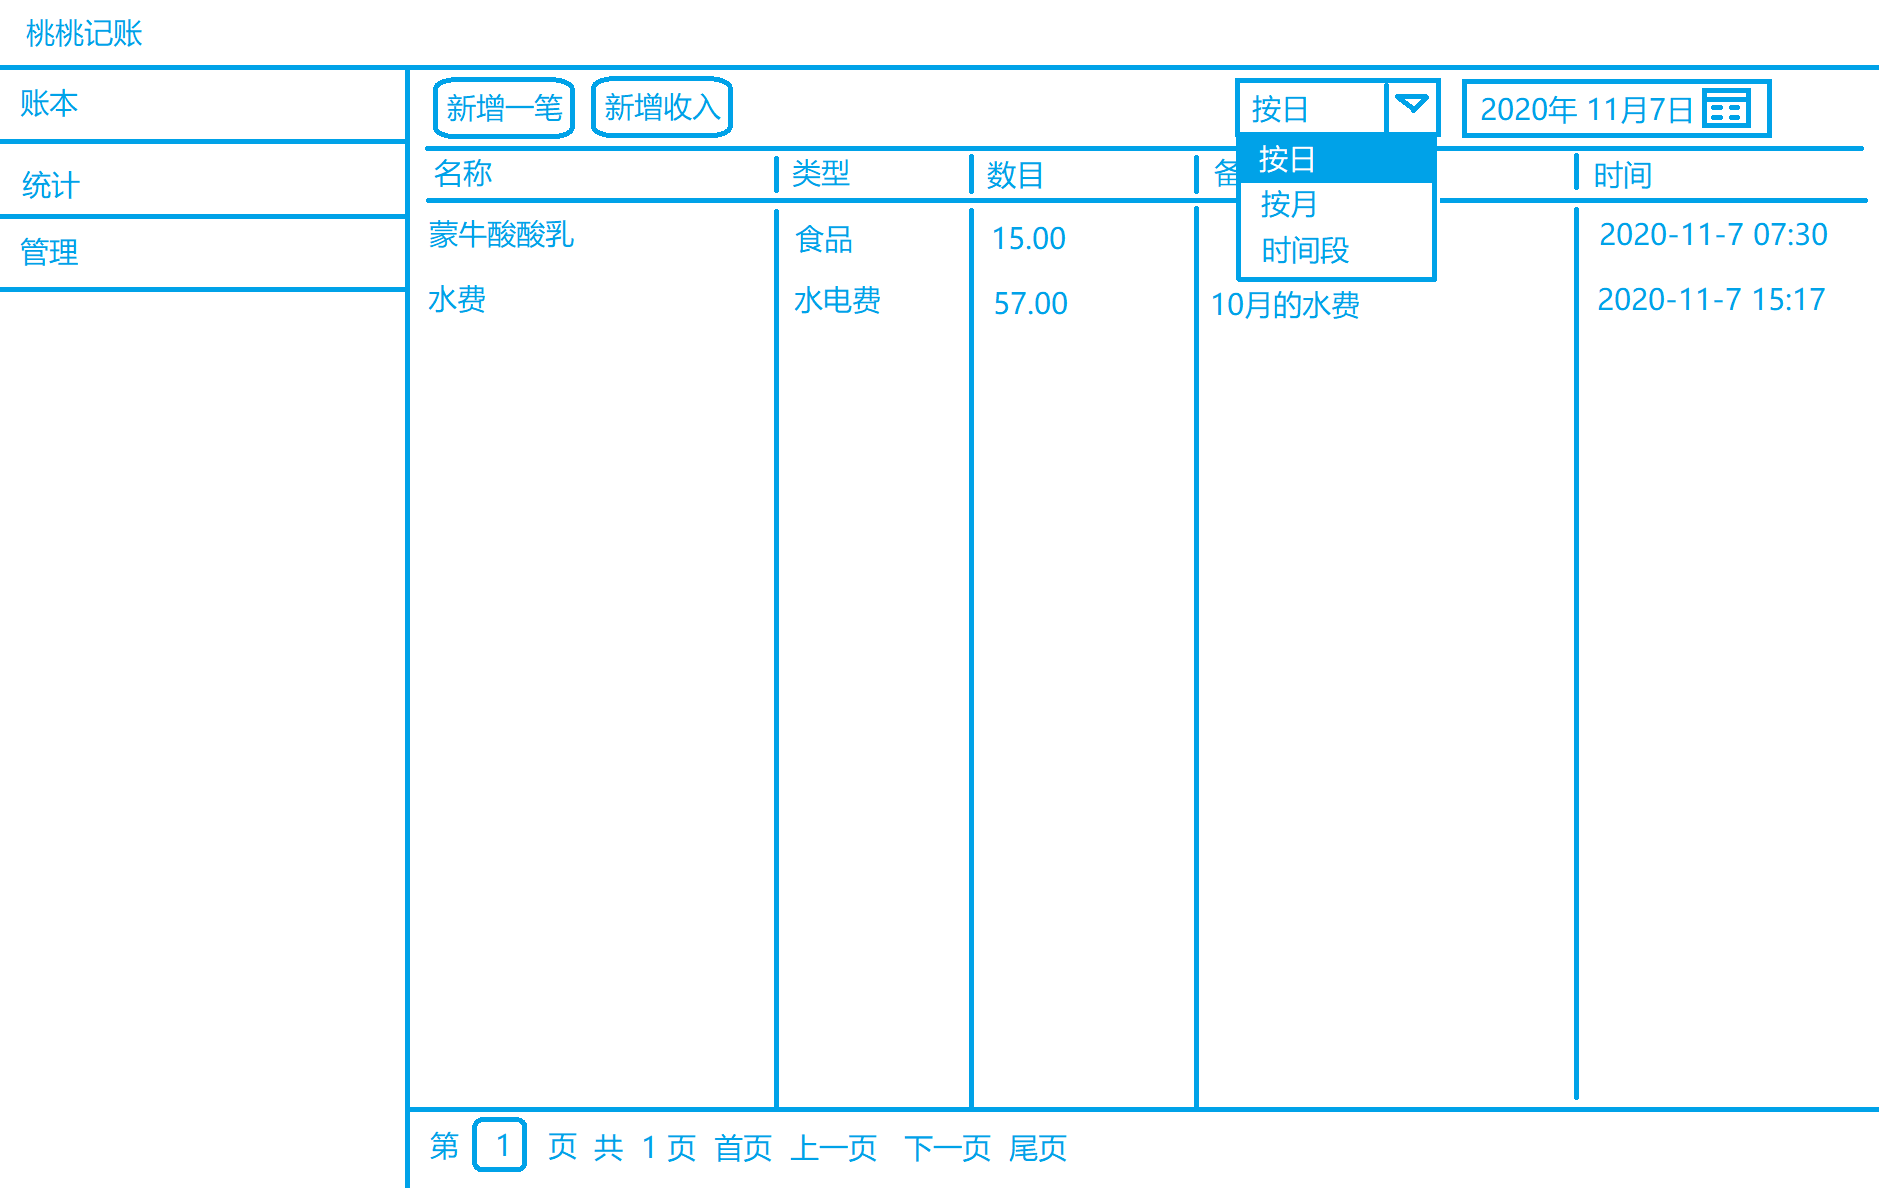 桃桃记账
账本
统计
管理
新增一笔 新增收入 按日 2020年 11月7日
按日
按月
时间段
名称 类型 数目 备 时间
蒙牛酸酸乳 食品 15.00 2020-11-7 07:30
水费 水电费 57.00 10月的水费 2020-11-7 15:17
第 1 页 共 1 页 首页 上一页 下一页 尾页